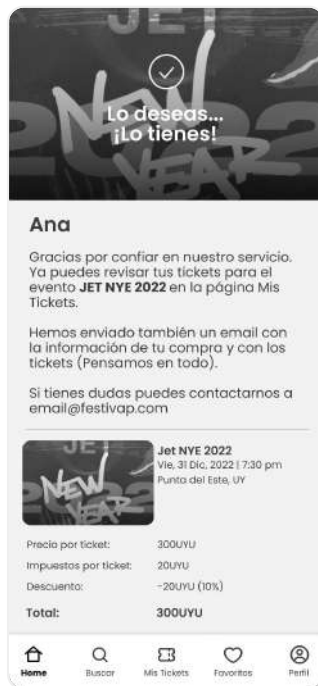 Lo deseas...
¡Lo tienes!
Ana
Gracias por confiar en nuestro servicio.
Ya puedes revisar tus tickets para el
evento JET NYE 2022 en la página Mis
Tickets.
Hemos enviado también un email con
la información de tu compra y con los
tickets (Pensamos en todo).
Si tienes dudas puedes contactarnos a
email@festivap.com
JET
NEW
YEAR
Jet NYE 2022
Vie, 31 Dic, 2022 | 7:30 pm
Punta del Este, UY
Precio por ticket: 300UYU
Impuestos por ticket: 20UYU
Descuento: -20UYU (10%)
Total: 300UYU
Home Buscar Mis Tickets Favoritos Perfil